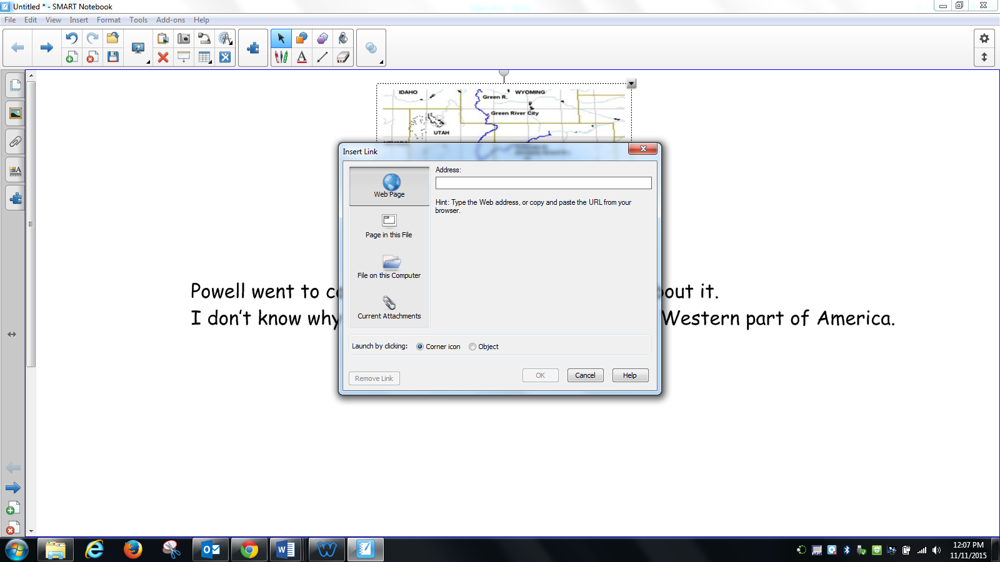 Untitled * - SMART Notebook
File Edit View Insert Format Tools Add-ons Help
IDAHO
WYOMING
Green R.
Green River City
UTAH
Insert Link
Address:
Web Page
Hint: Type the Web address, or copy and paste the URL from your
browser.
Page in this File
File on this Computer
Current Attachments
Powell went to
out it.
I don't know why
Western part of America.
Launch by clicking: Corner icon Object
Remove Link OK Cancel Help
12:07 PM
11/11/2015